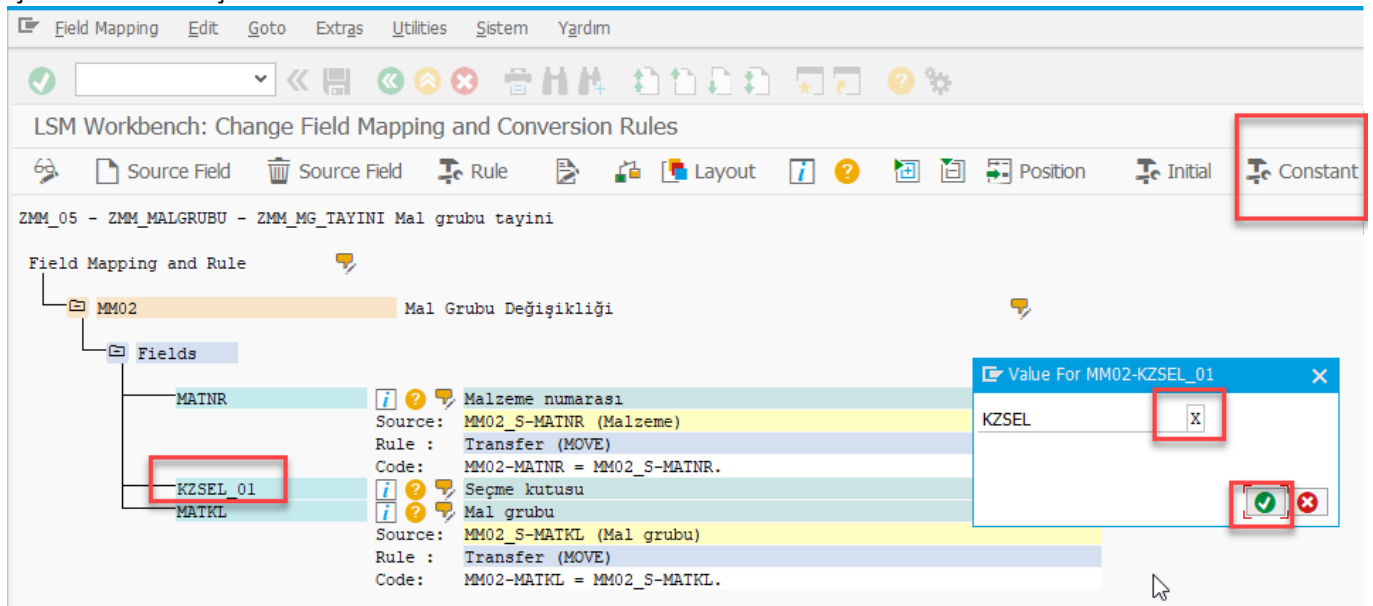 Field Mapping Edit Goto Extras Utilities Sistem Yardım
LSM Workbench: Change Field Mapping and Conversion Rules
Source Field Source Field Rule Layout Position Initial Constant
ZMM_05 - ZMM_MALGRUBU - ZMM_MG_TAYINI Mal grubu tayini
Field Mapping and Rule
MM02 Mal Grubu Değişikliği
Fields
MATNR Malzeme numarası
Source: MM02_S-MATNR (Malzeme)
Rule : Transfer (MOVE)
Code: MM02-MATNR = MM02_S-MATNR.
KZSEL_01 Seçme kutusu
MATKL Mal grubu
Source: MM02_S-MATKL (Mal grubu)
Rule : Transfer (MOVE)
Code: MM02-MATKL = MM02_S-MATKL.
Value For MM02-KZSEL_01
KZSEL X